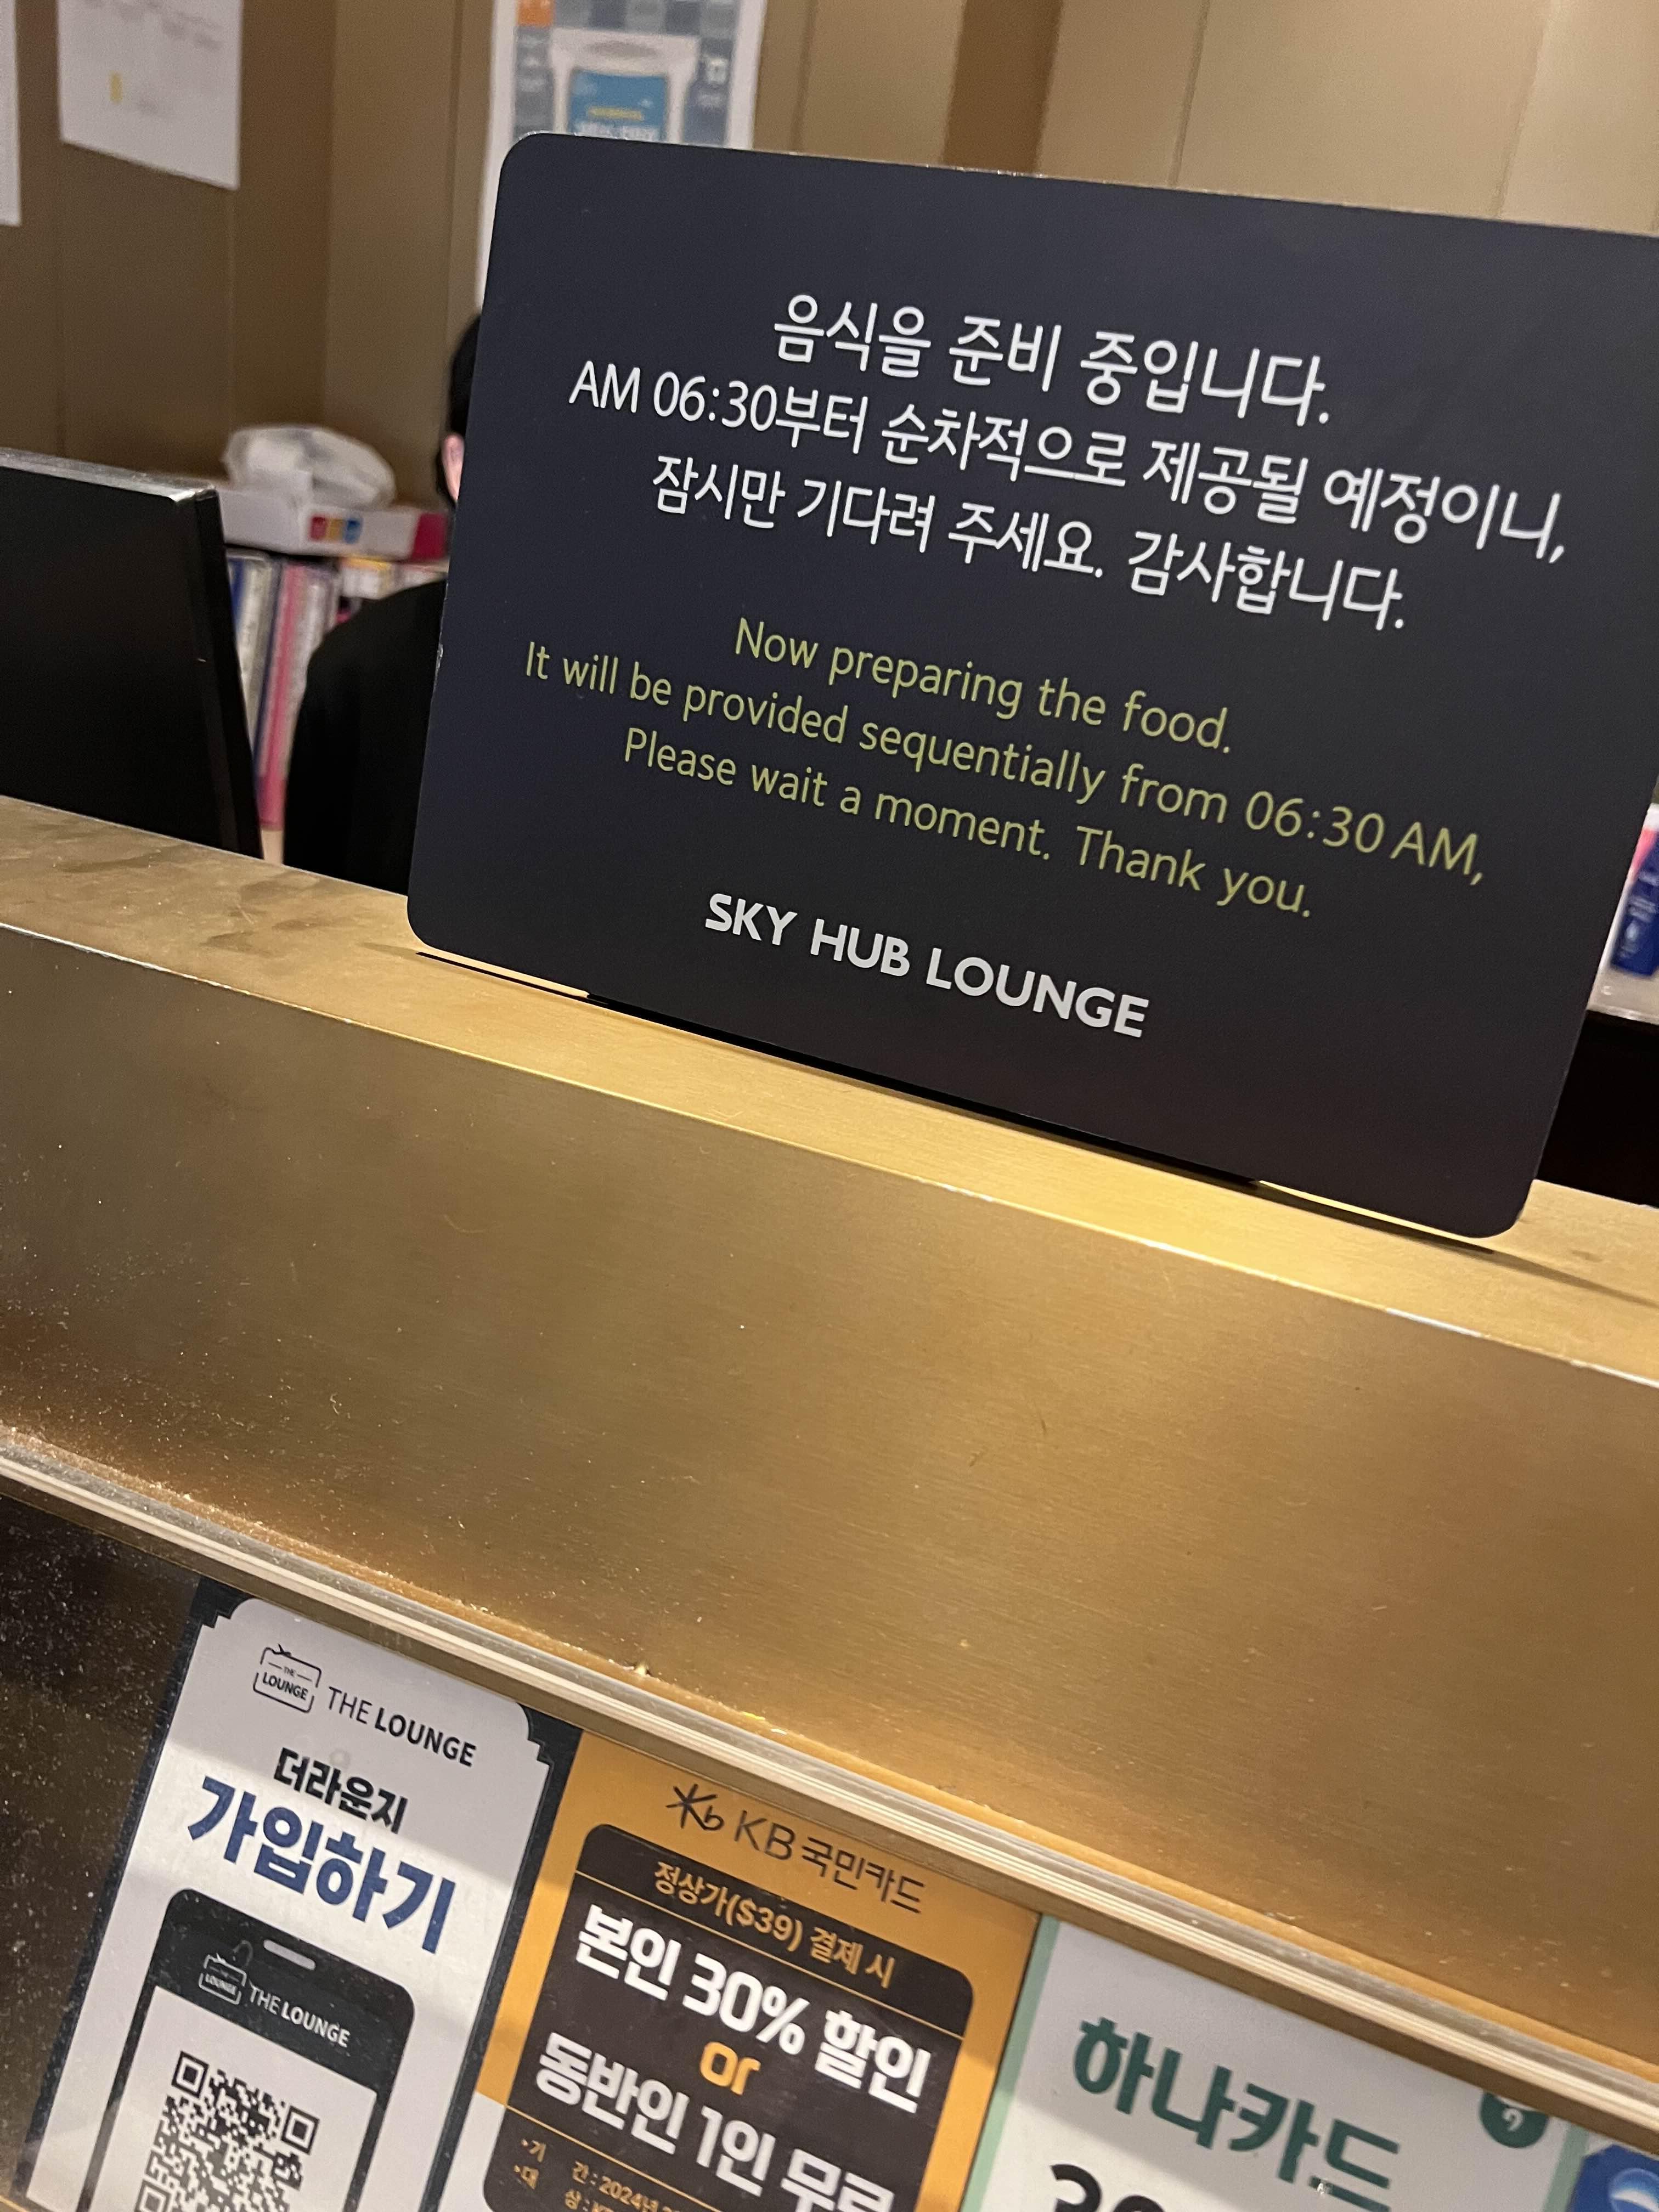 음식을 준비 중입니다.
AM 06:30부터 순차적으로 제공될 예정이니,
잠시만 기다려 주세요. 감사합니다.
Now preparing the food.
It will be provided sequentially from 06:30 AM,
Please wait a moment. Thank you.
SKY HUB LOUNGE
THE LOUNGE
THE LOUNGE
더라운지
가입하기
THE LOUNGE
THE LOUNGE
KB국민카드
정상가($39) 결제 시
본인 30% 할인
or
동반인 1인 무료
하나카드